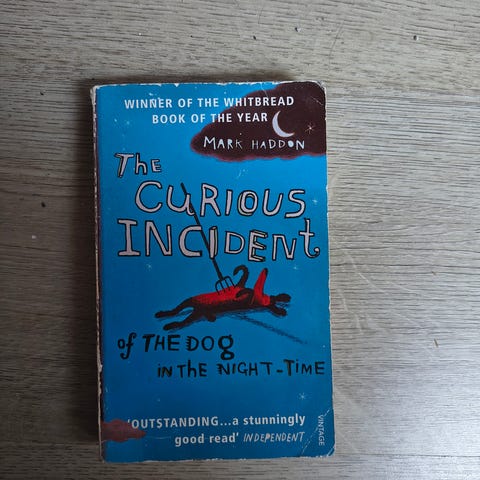 WINNER OF THE WHITBREAD
BOOK OF THE YEAR
MARK HADDON
The
CURIOUS
INCIDENT
of THE DOG
IN THE NIGHT-TIME
'OUTSTANDING...a stunningly
good read' INDEPENDENT
VINTAGE